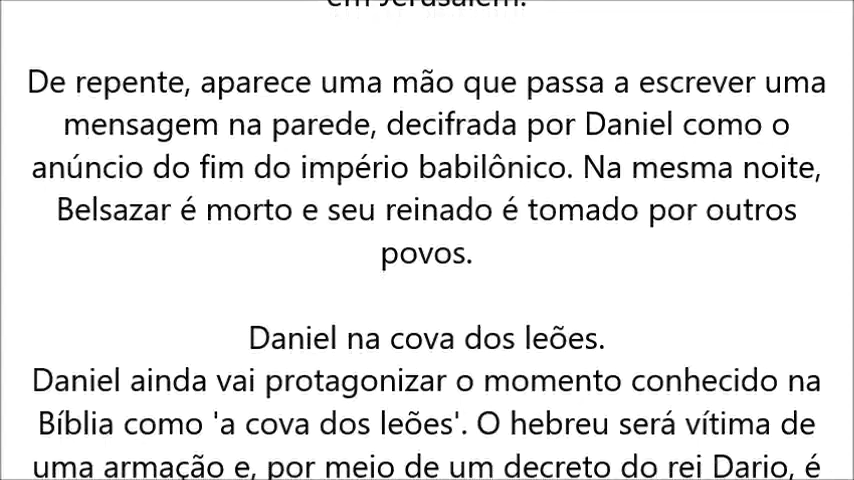 em Jerusalém.
De repente, aparece uma mão que passa a escrever uma
mensagem na parede, decifrada por Daniel como o
anúncio do fim do império babilônico. Na mesma noite,
Belsazar é morto e seu reinado é tomado por outros
povos.
Daniel na cova dos leões.
Daniel ainda vai protagonizar o momento conhecido na
Bíblia como 'a cova dos leões'. O hebreu será vítima de
uma armação e, por meio de um decreto do rei Dario, é